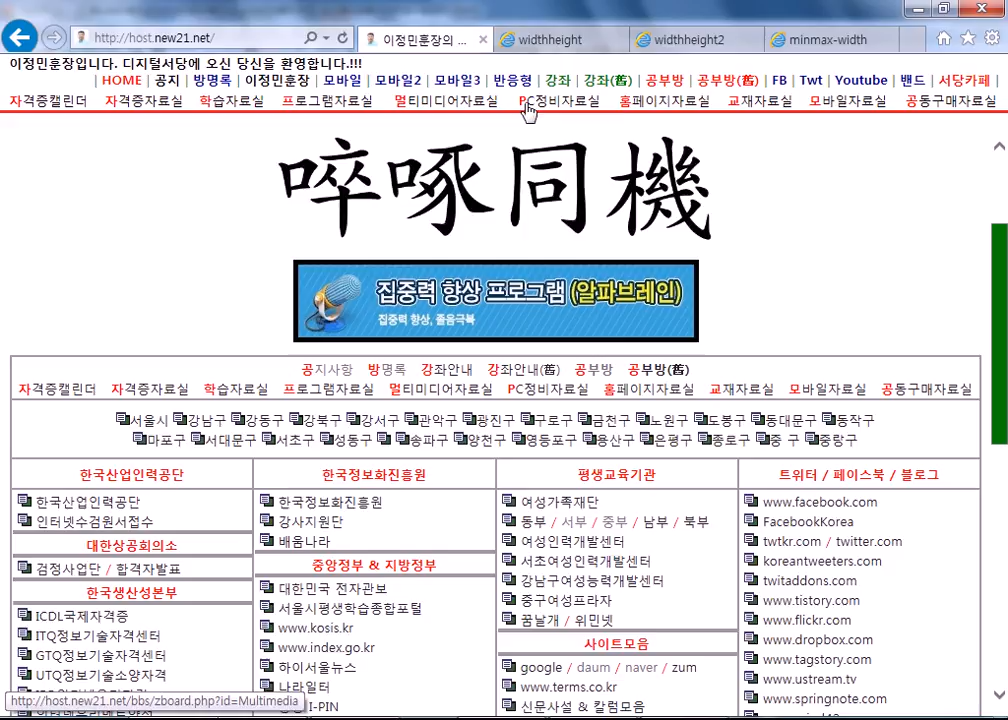 http://host.new21.net/
이정민훈장의 ...
widthheight
widthheight2
minmax-width
이정민훈장입니다. 디지털서당에 오신 당신을 환영합니다.!!!
| HOME | 공지 | 방명록 | 이정민훈장 | 모바일 | 모바일2 | 모바일3 | 반응형 | 강좌 | 강좌(舊) | 공부방 | 공부방(舊) | FB | Twt | Youtube | 밴드 | 서당카페
자격증캘린더 자격증자료실 학습자료실 프로그램자료실 멀티미디어자료실 PC정비자료실 홈페이지자료실 교재자료실 모바일자료실 공동구매자료실
啐啄同機
집중력 향상 프로그램 (알파브레인)
집중력 향상, 졸음극복
공지사항 방명록 강좌안내 강좌안내(舊) 공부방 공부방(舊)
자격증캘린더 자격증자료실 학습자료실 프로그램자료실 멀티미디어자료실 PC정비자료실 홈페이지자료실 교재자료실 모바일자료실 공동구매자료실
서울시 강남구 강동구 강북구 강서구 관악구 광진구 구로구 금천구 노원구 도봉구 동대문구 동작구
마포구 서대문구 서초구 성동구 송파구 양천구 영등포구 용산구 은평구 종로구 중 구 중랑구
한국산업인력공단
한국산업인력공단
인터넷수검원서접수
대한상공회의소
검정사업단 / 합격자발표
한국생산성본부
ICDL국제자격증
ITQ정보기술자격센터
GTQ정보기술자격센터
UTQ정보기술소양자격
한국정보화진흥원
한국정보화진흥원
강사지원단
배움나라
중앙정부 & 지방정부
대한민국 전자관보
서울시평생학습종합포털
www.kosis.kr
www.index.go.kr
하이서울뉴스
나라일터
I-PIN
평생교육기관
여성가족재단
동부 / 서부 / 중부 / 남부 / 북부
여성인력개발센터
서초여성인력개발센터
강남구여성능력개발센터
중구여성프라자
꿈날개 / 위민넷
사이트모음
google / daum / naver / zum
www.terms.co.kr
신문사설 & 칼럼모음
트위터 / 페이스북 / 블로그
www.facebook.com
FacebookKorea
twtkr.com / twitter.com
koreantweeters.com
twitaddons.com
www.tistory.com
www.flickr.com
www.dropbox.com
www.tagstory.com
www.ustream.tv
www.springnote.com
http://host.new21.net/bbs/zboard.php?id=Multimedia